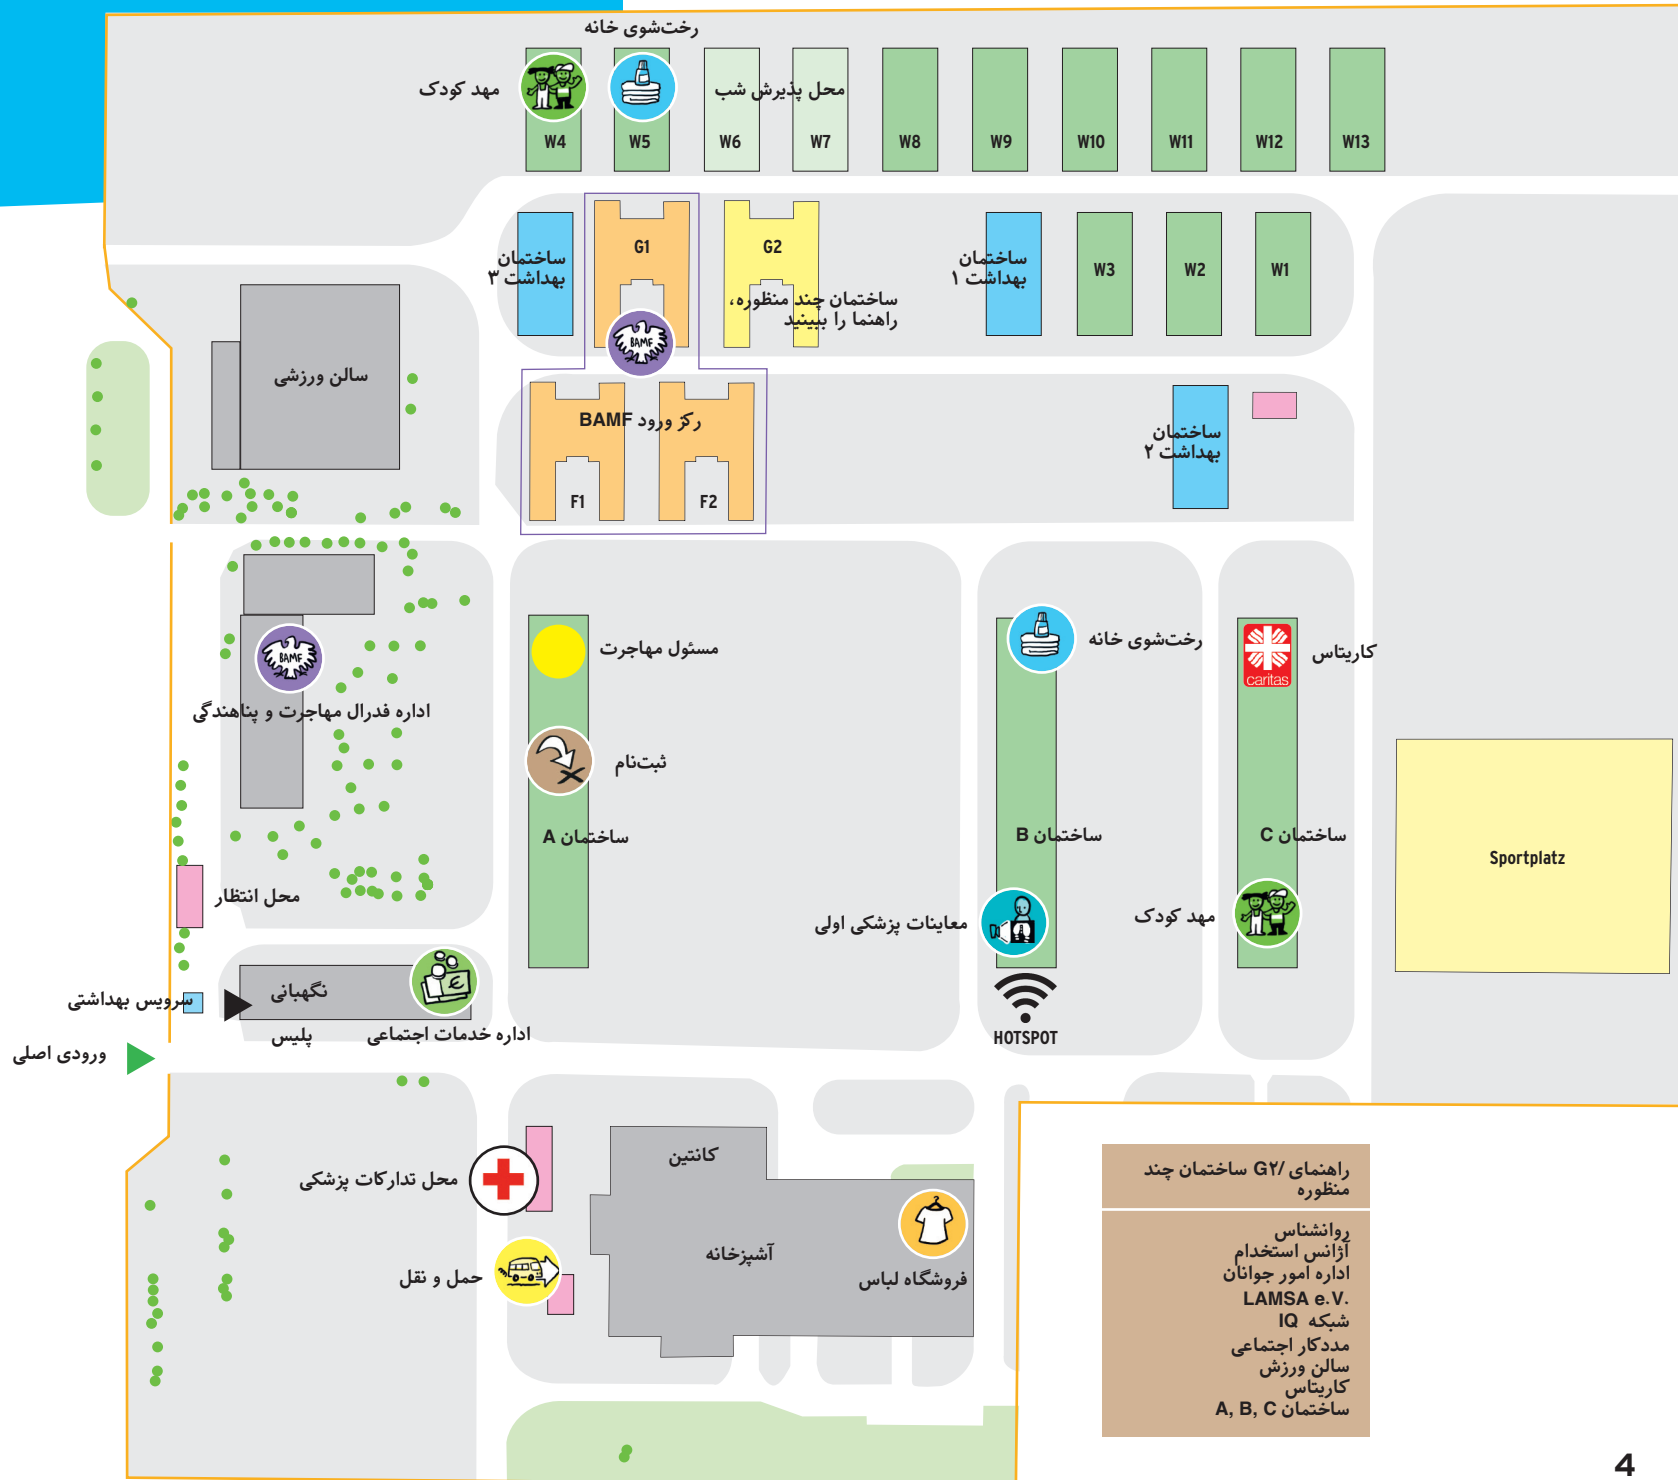 رخت‌شوی خانه
مهد کودک
محل پذیرش شب
W4
W5
W6
W7
W8
W9
W10
W11
W12
W13
ساختمان
بهداشت ۳
G1
G2
ساختمان چند منظوره،
راهنما را ببینید
BAMF
ساختمان
بهداشت ۱
W3
W2
W1
سالن ورزشی
رکز ورود BAMF
F1
F2
ساختمان
بهداشت ۲
BAMF
اداره فدرال مهاجرت و پناهندگی
مسئول مهاجرت
ثبت‌نام
ساختمان A
رخت‌شوی خانه
ساختمان B
معاینات پزشکی اولی
HOTSPOT
کاریتاس
caritas
ساختمان C
مهد کودک
Sportplatz
محل انتظار
سرویس بهداشتی
نگهبانی
پلیس
اداره خدمات اجتماعی
ورودی اصلی
محل تدارکات پزشکی
حمل و نقل
کانتین
آشپزخانه
فروشگاه لباس
راهنمای /G۲ ساختمان چند
منظوره
روانشناس
آژانس استخدام
اداره امور جوانان
LAMSA e.V.
شبکه IQ
مددکار اجتماعی
سالن ورزش
کاریتاس
ساختمان A, B, C
4